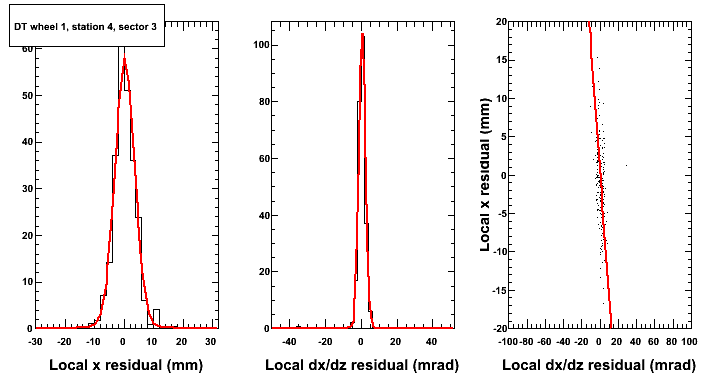 DT wheel 1, station 4, sector 3
60
50
40
30
20
10
0
-30 -20 -10 0 10 20 30
Local x residual (mm)
100
80
60
40
20
0
-40 -20 0 20 40
Local dx/dz residual (mrad)
Local x residual (mm)
20
15
10
5
0
-5
-10
-15
-20
-100 -80 -60 -40 -20 0 20 40 60 80 100
Local dx/dz residual (mrad)